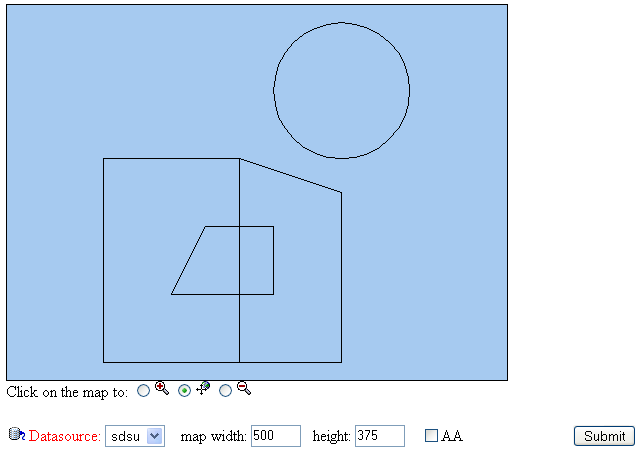 Click on the map to:
Datasource: sdsu map width: 500 height: 375 AA Submit